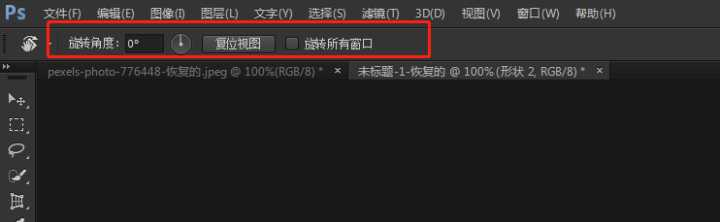 Ps 文件(F) 编辑(E) 图像(I) 图层(L) 文字(Y) 选择(S) 滤镜(T) 3D(D) 视图(V) 窗口(W) 帮助(H)
旋转角度: 0° 复位视图 旋转所有窗口
pexels-photo-776448-恢复的.jpeg @ 100%(RGB/8) * × 未标题-1-恢复的 @ 100% (形状 2, RGB/8) * ×